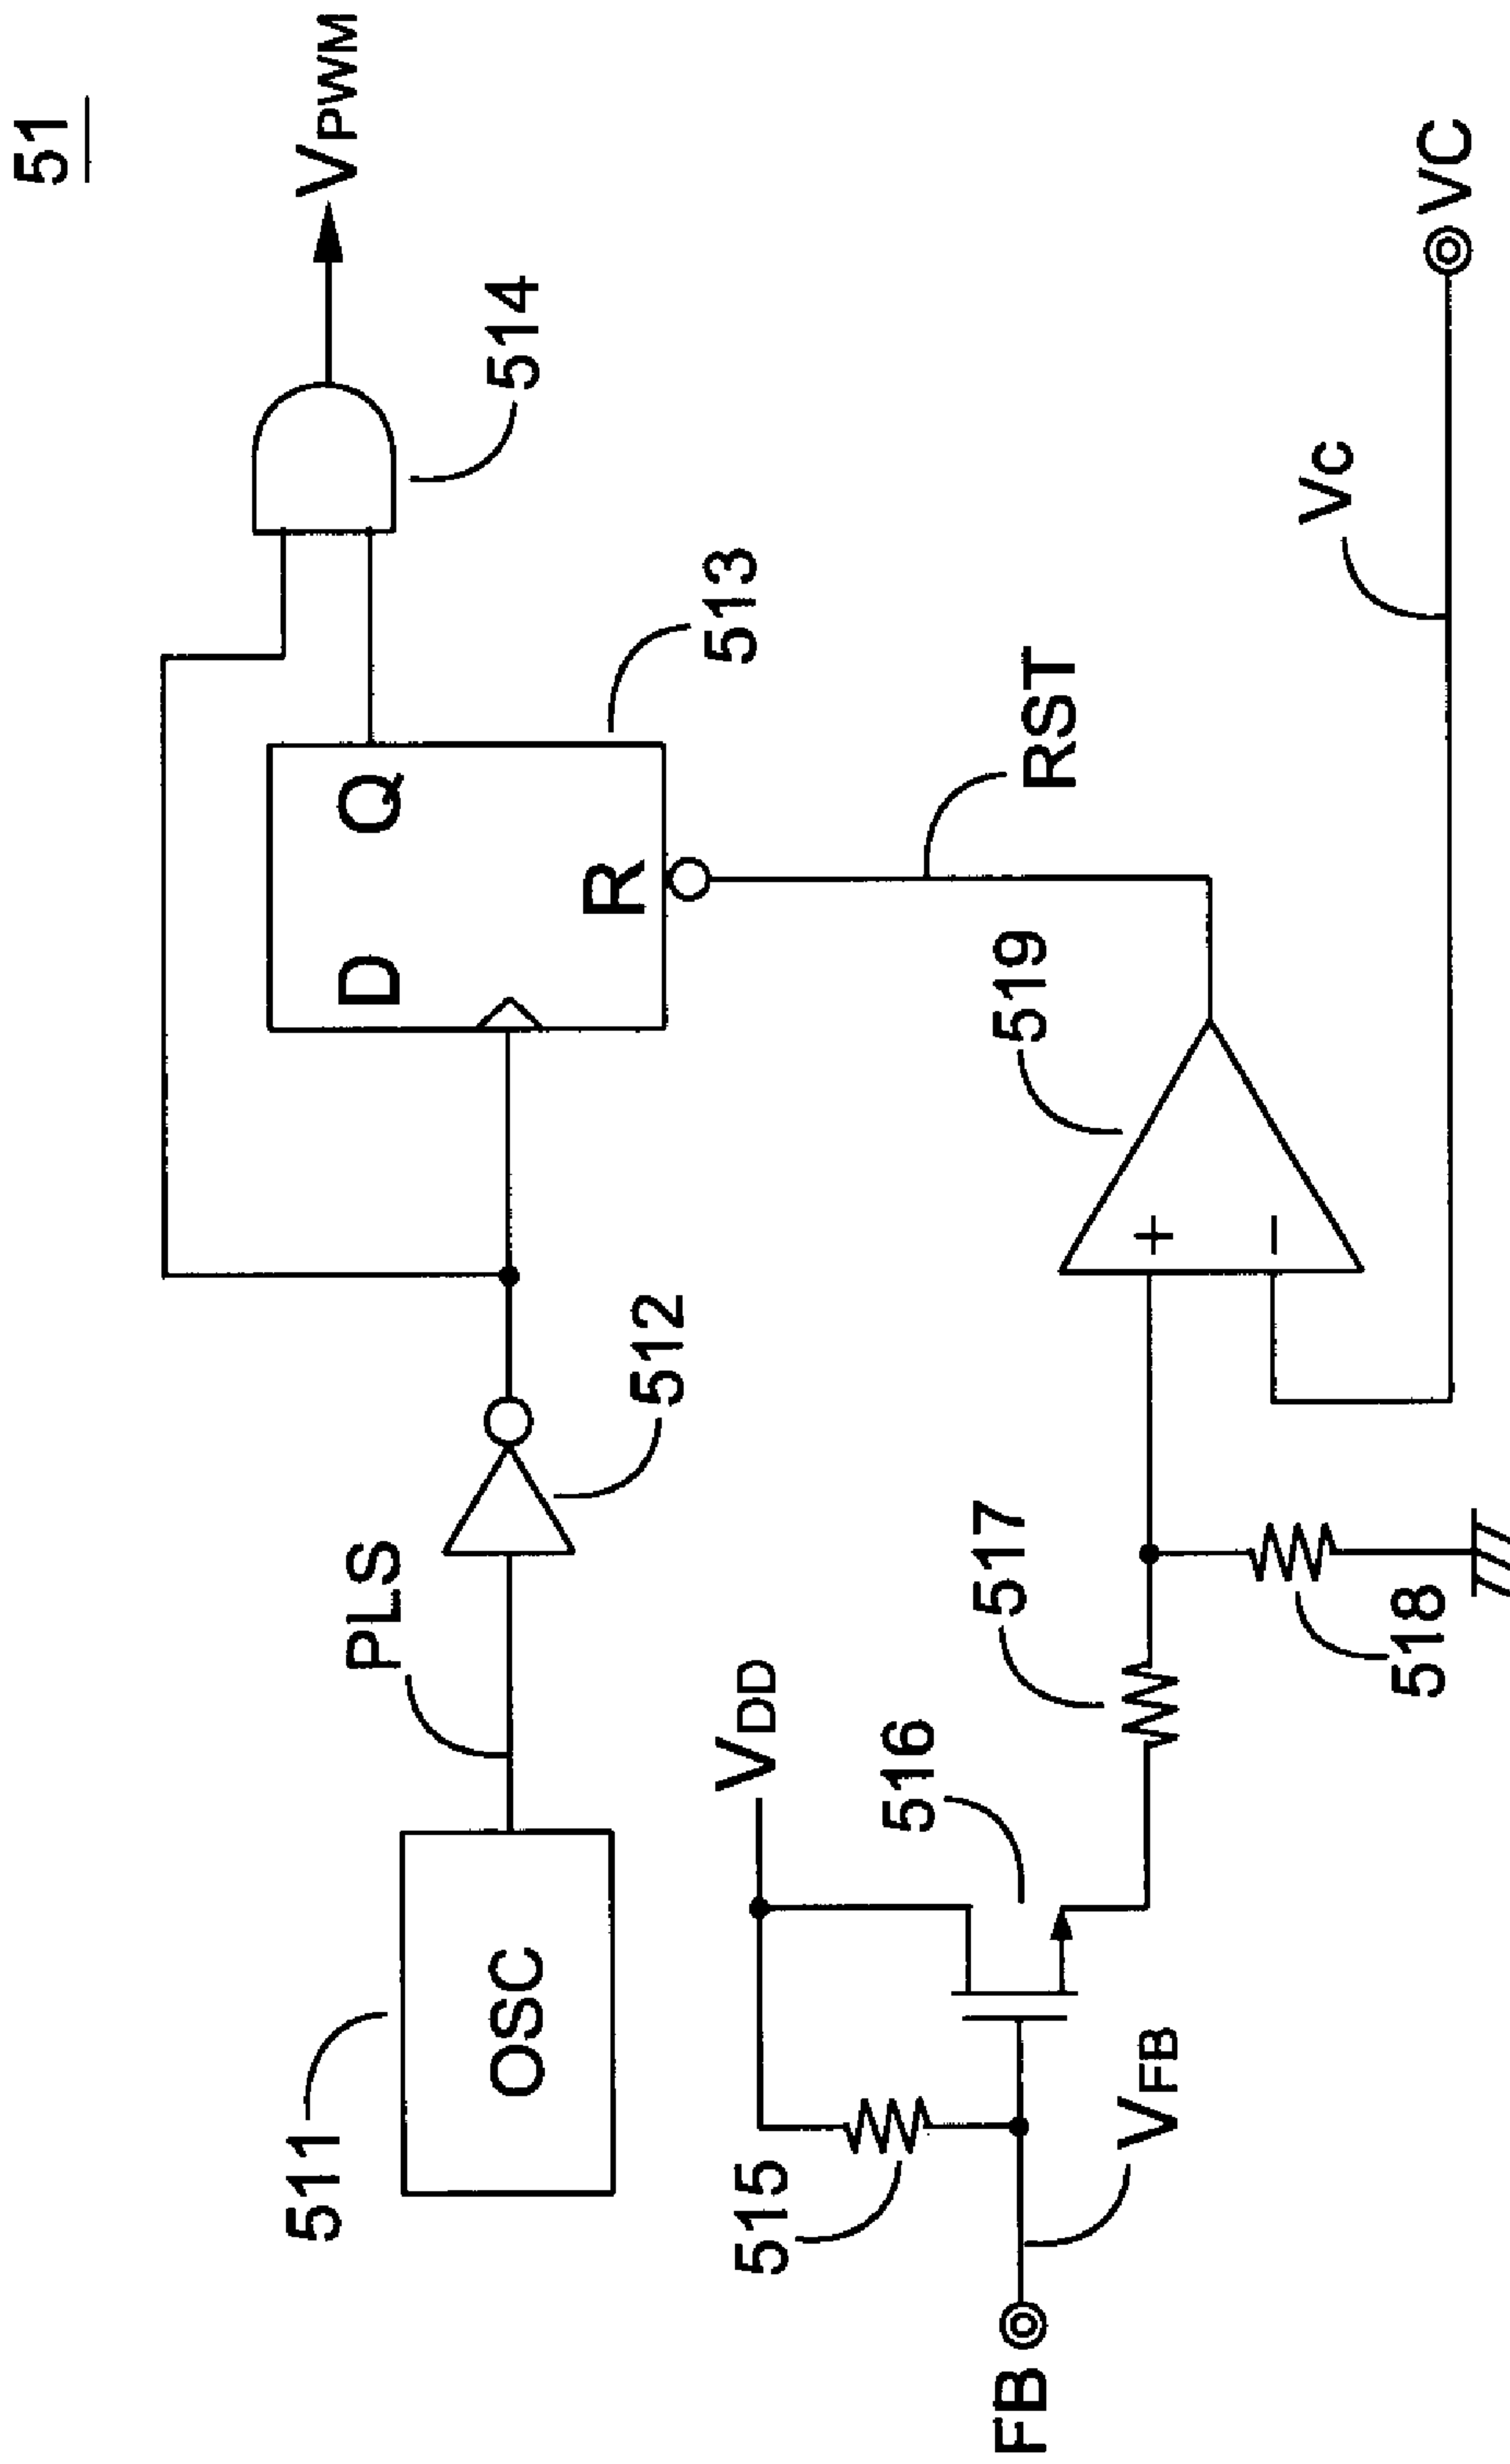 51
VPWM
514
513
D Q
R
512
PLS
OSC
511
RST
519
+
−
Vc
VC
517
518
VDD
516
515
VFB
FB